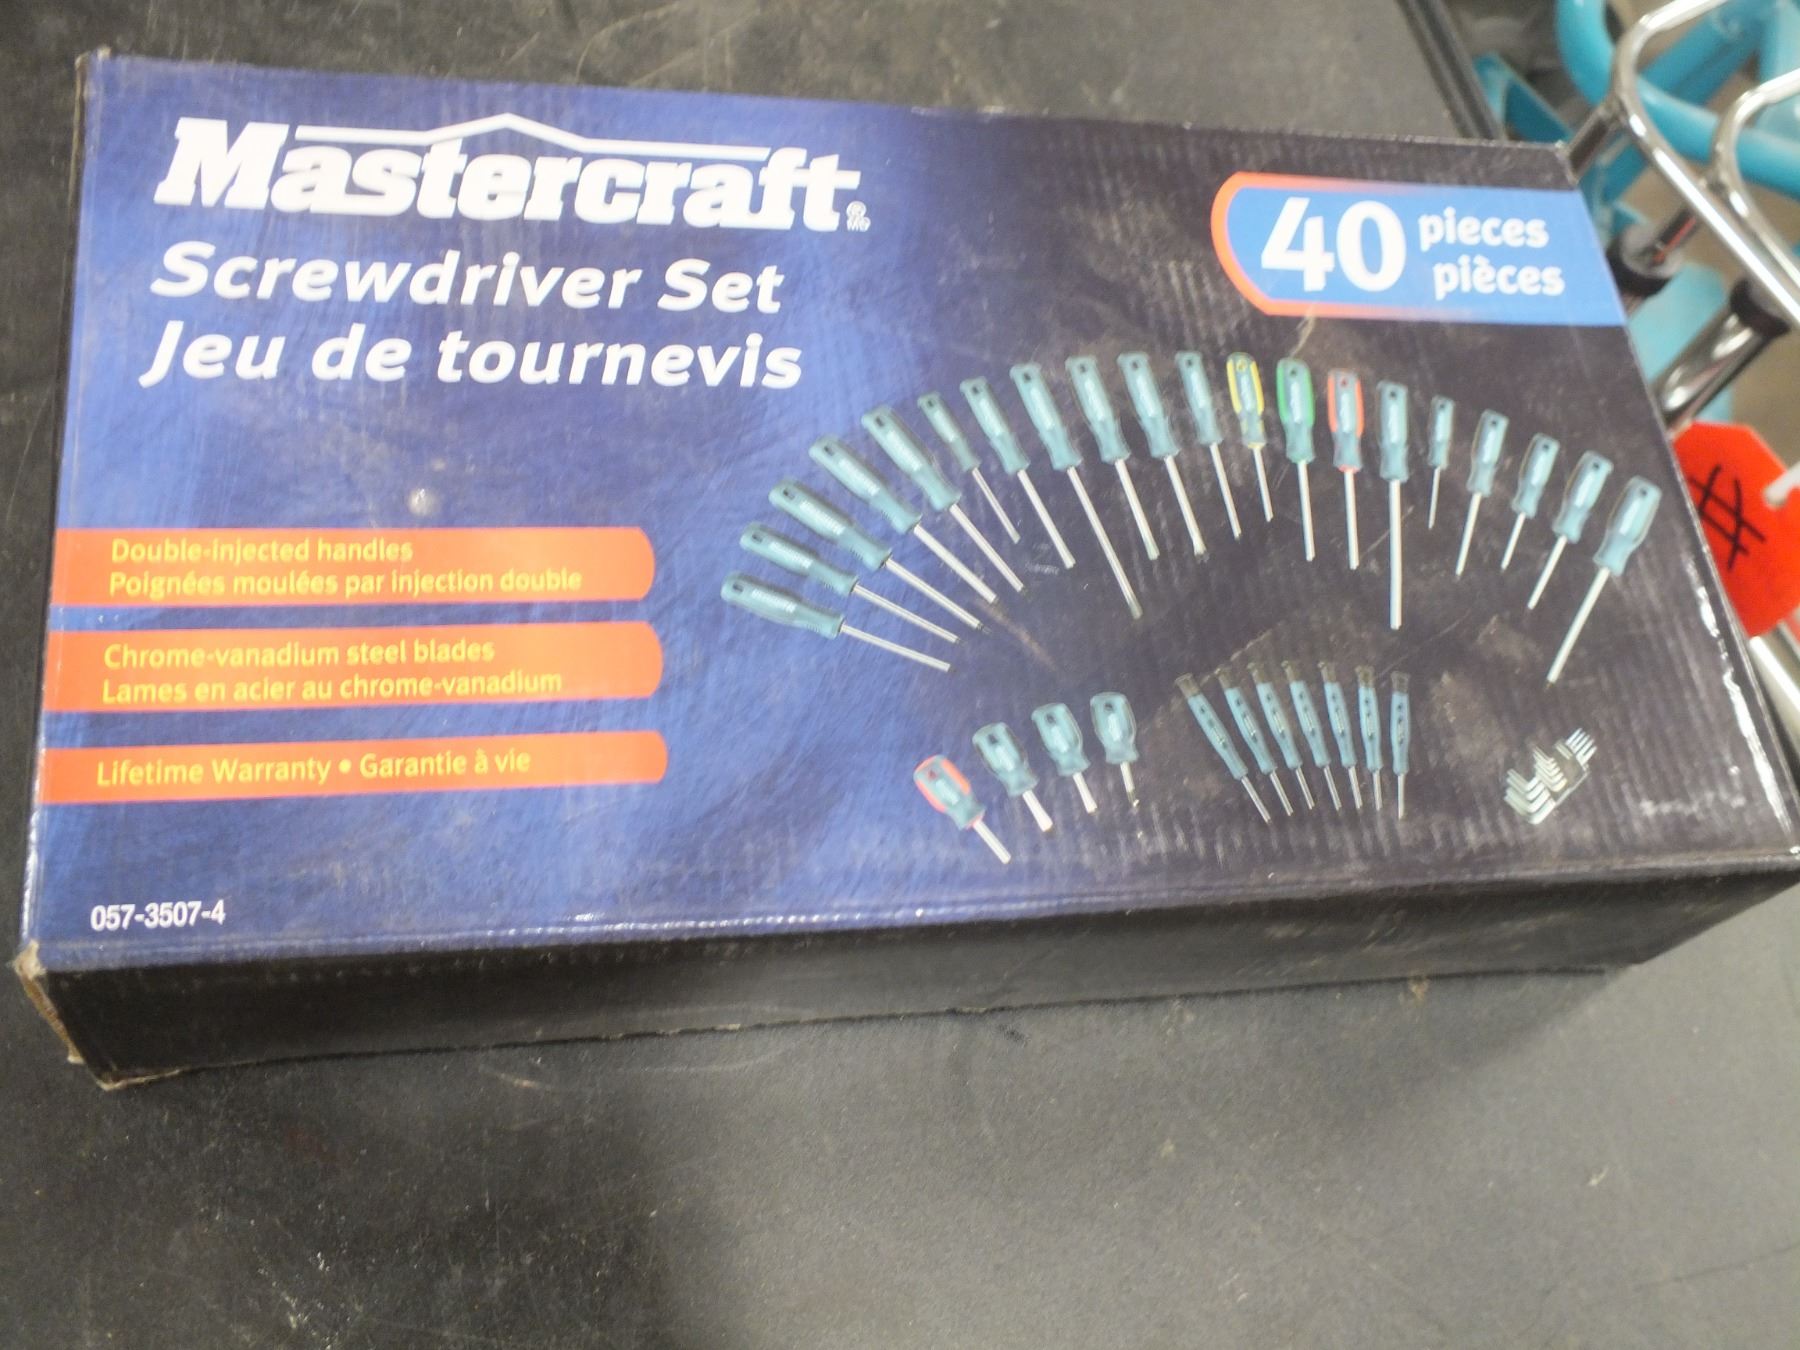 Mastercraft®
MD
Screwdriver Set
Jeu de tournevis
40 pieces
pièces
Double-injected handles
Poignées moulées par injection double
Chrome-vanadium steel blades
Lames en acier au chrome-vanadium
Lifetime Warranty • Garantie à vie
057-3507-4
#